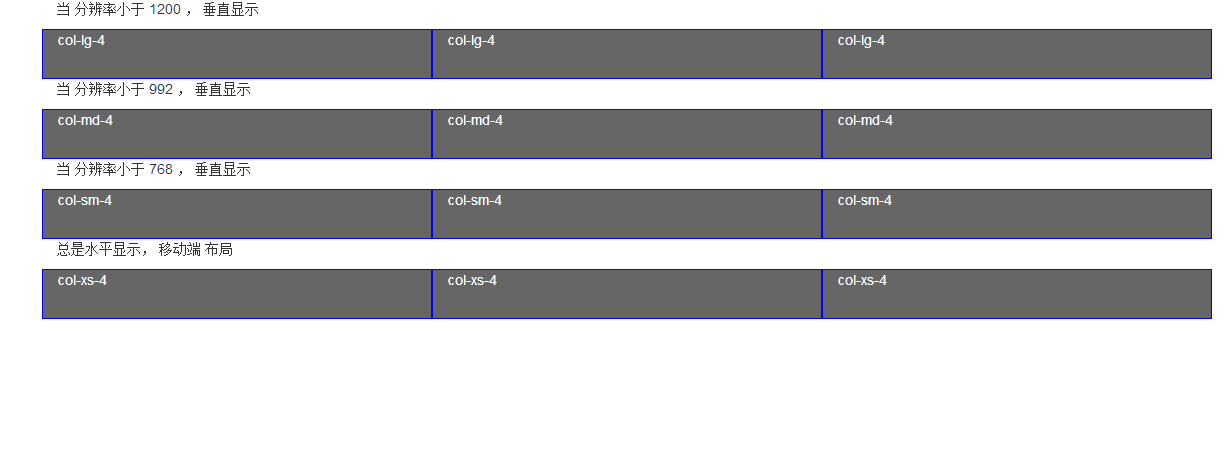 当 分辨率小于 1200 ， 垂直显示
col-lg-4 col-lg-4 col-lg-4
当 分辨率小于 992 ， 垂直显示
col-md-4 col-md-4 col-md-4
当 分辨率小于 768 ， 垂直显示
col-sm-4 col-sm-4 col-sm-4
总是水平显示， 移动端 布局
col-xs-4 col-xs-4 col-xs-4